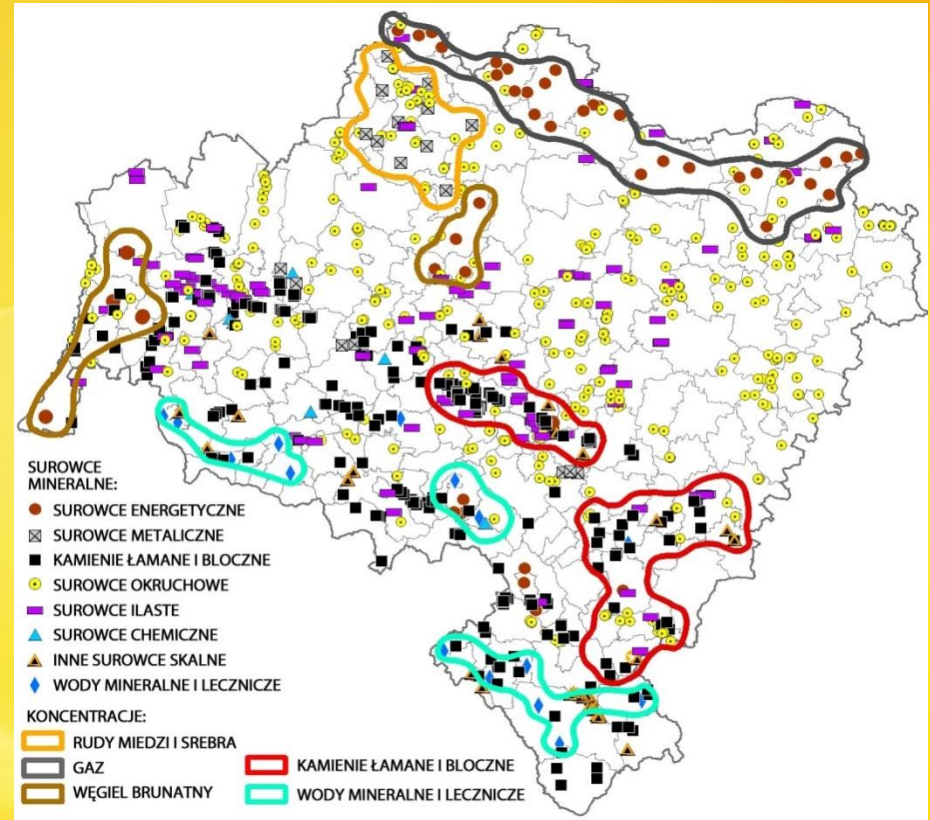 SUROWCE
MINERALNE:
SUROWCE ENERGETYCZNE
SUROWCE METALICZNE
KAMIENIE ŁAMANE I BLOCZNE
SUROWCE OKRUCHOWE
SUROWCE ILASTE
SUROWCE CHEMICZNE
INNE SUROWCE SKALNE
WODY MINERALNE I LECZNICZE
KONCENTRACJE:
RUDY MIEDZI I SREBRA
GAZ
WĘGIEL BRUNATNY
KAMIENIE ŁAMANE I BLOCZNE
WODY MINERALNE I LECZNICZE